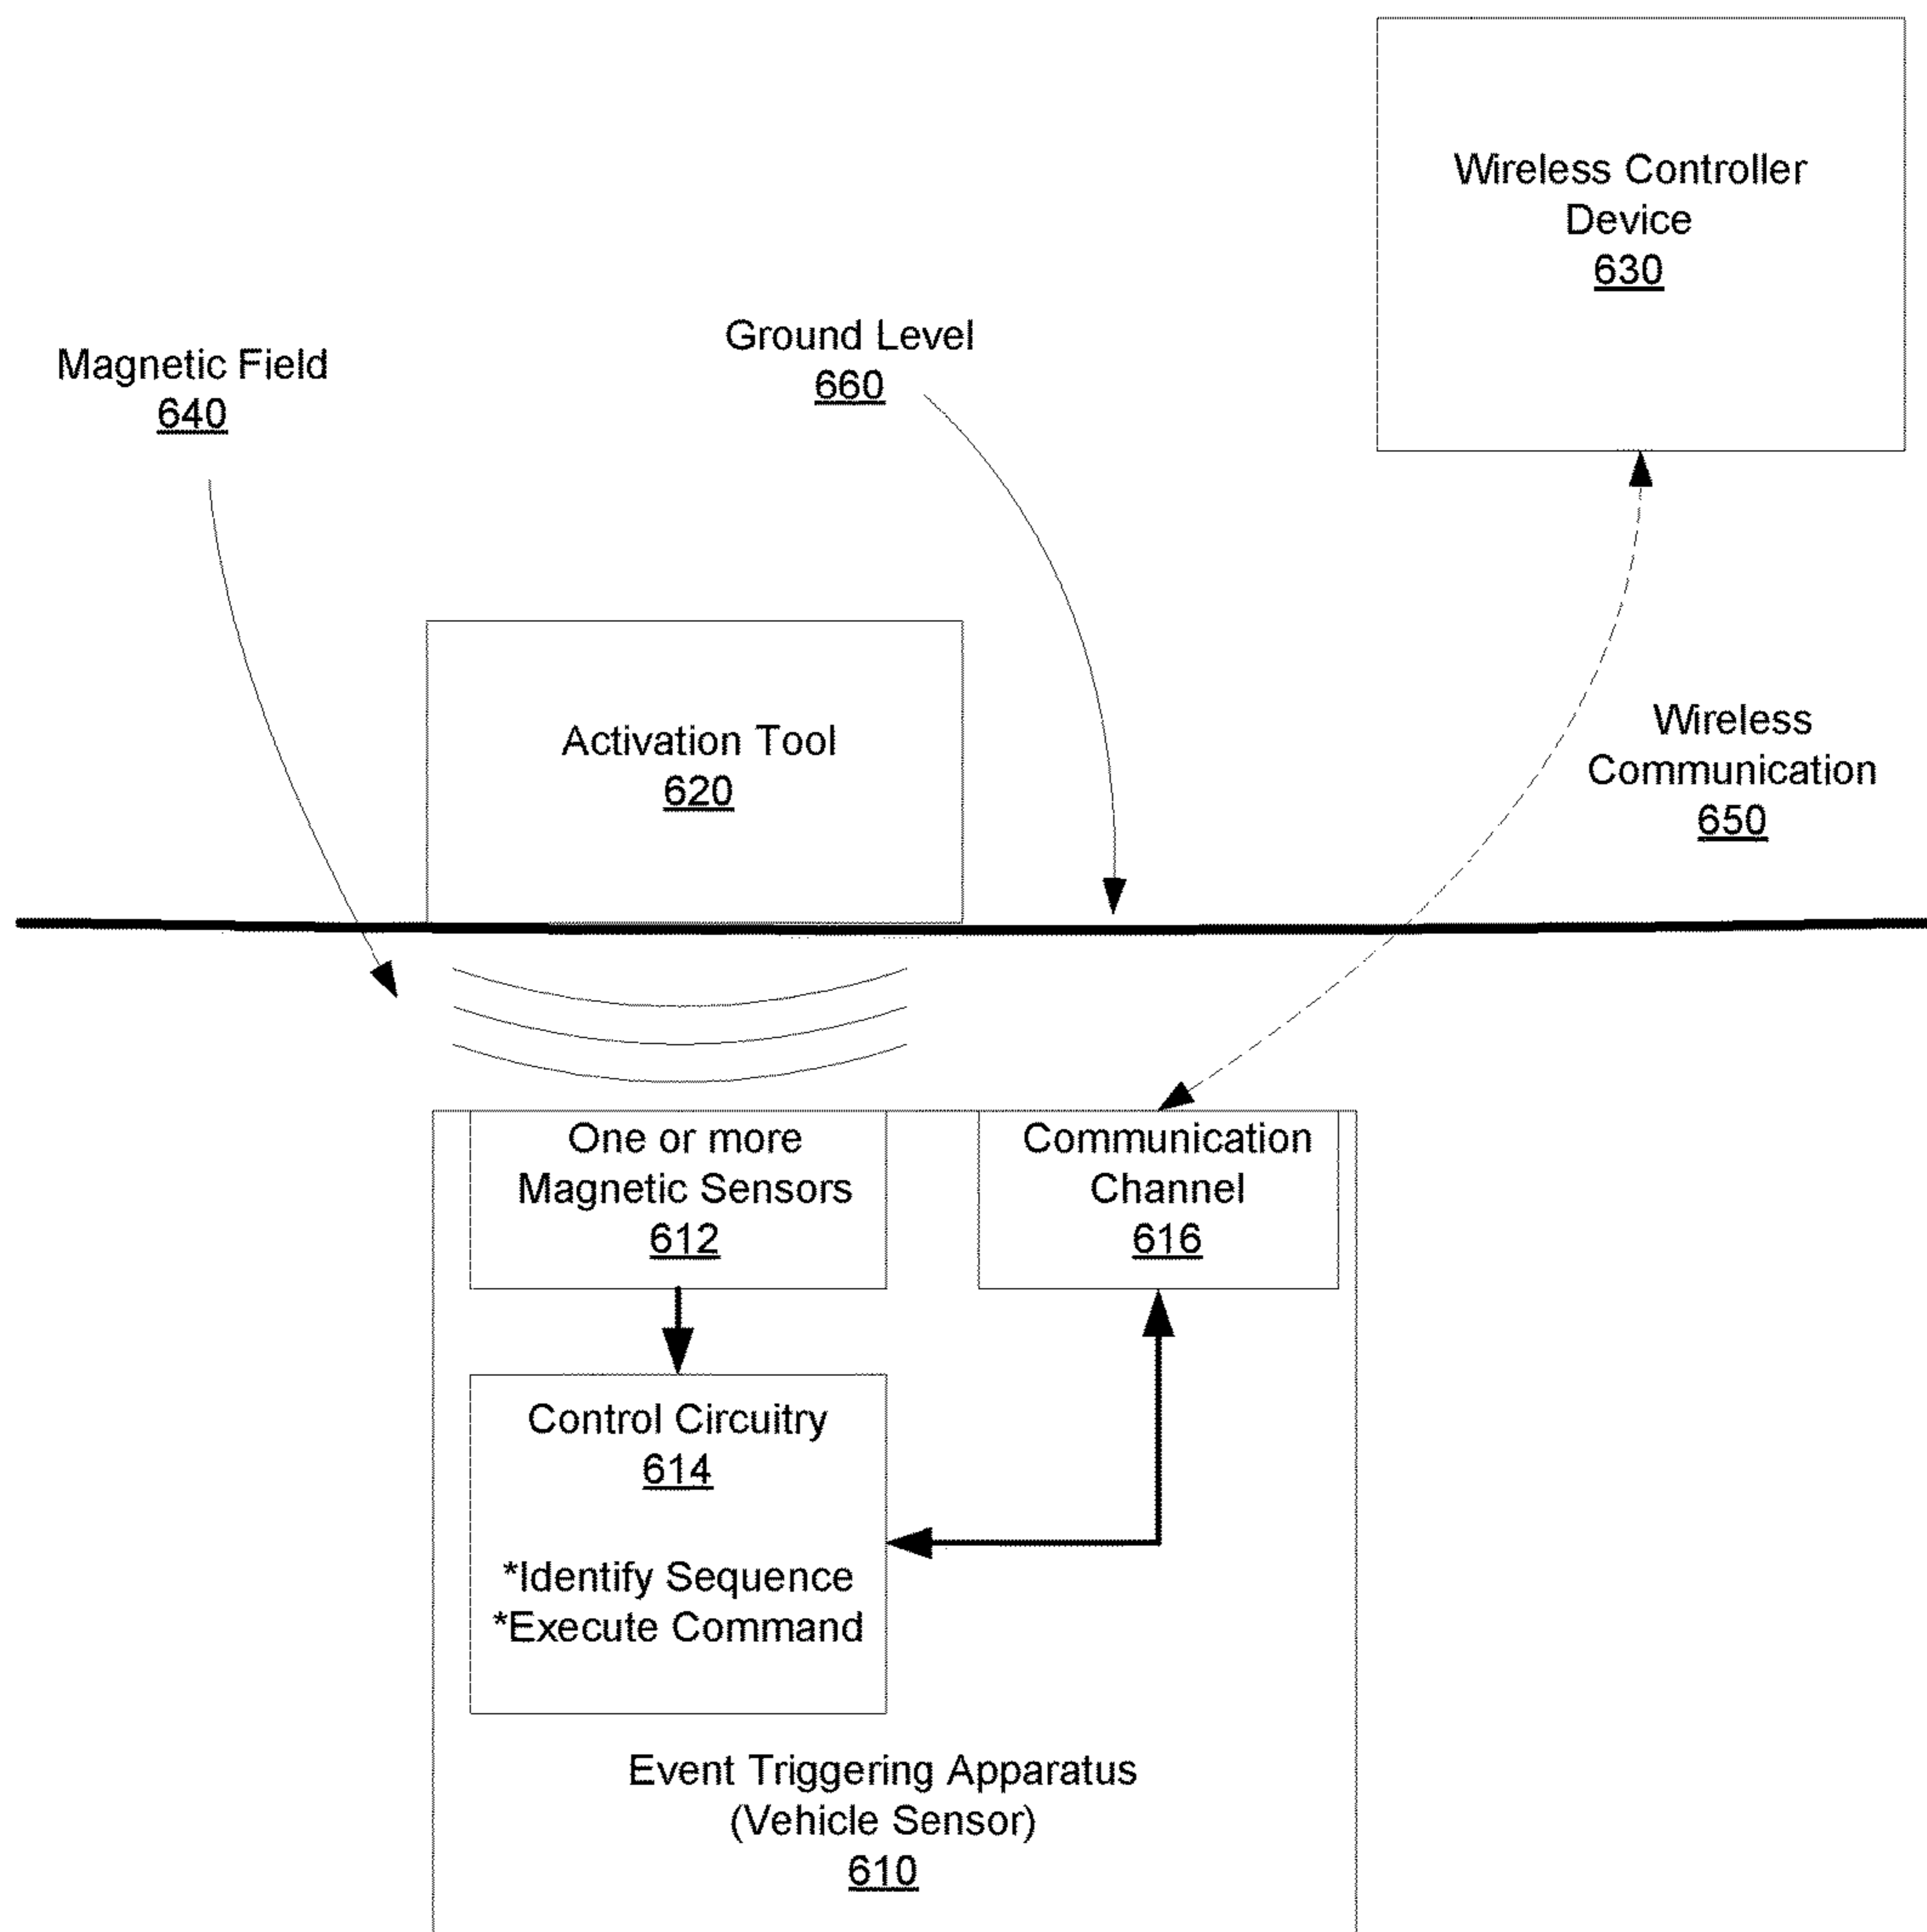 Wireless Controller
Device
630
Ground Level
660
Magnetic Field
640
Activation Tool
620
Wireless
Communication
650
One or more
Magnetic Sensors
612
Communication
Channel
616
Control Circuitry
614
*Identify Sequence
*Execute Command
Event Triggering Apparatus
(Vehicle Sensor)
610